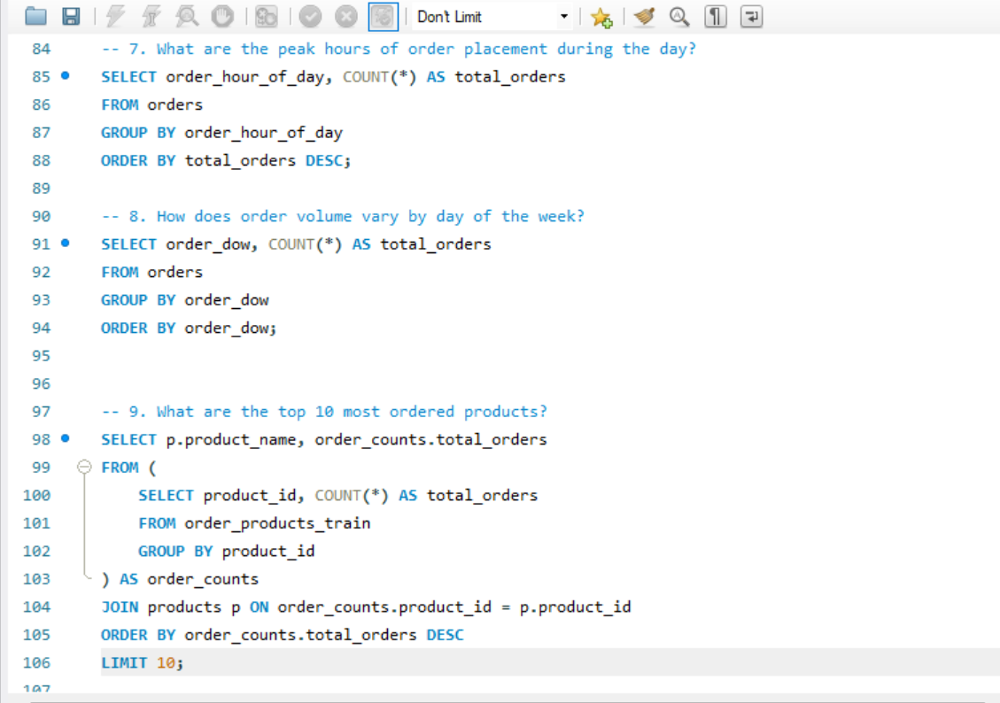 Don't Limit
84 -- 7. What are the peak hours of order placement during the day?
85 SELECT order_hour_of_day, COUNT(*) AS total_orders
86 FROM orders
87 GROUP BY order_hour_of_day
88 ORDER BY total_orders DESC;
89
90 -- 8. How does order volume vary by day of the week?
91 SELECT order_dow, COUNT(*) AS total_orders
92 FROM orders
93 GROUP BY order_dow
94 ORDER BY order_dow;
95
96
97 -- 9. What are the top 10 most ordered products?
98 SELECT p.product_name, order_counts.total_orders
99 FROM (
100 SELECT product_id, COUNT(*) AS total_orders
101 FROM order_products_train
102 GROUP BY product_id
103 ) AS order_counts
104 JOIN products p ON order_counts.product_id = p.product_id
105 ORDER BY order_counts.total_orders DESC
106 LIMIT 10;
107